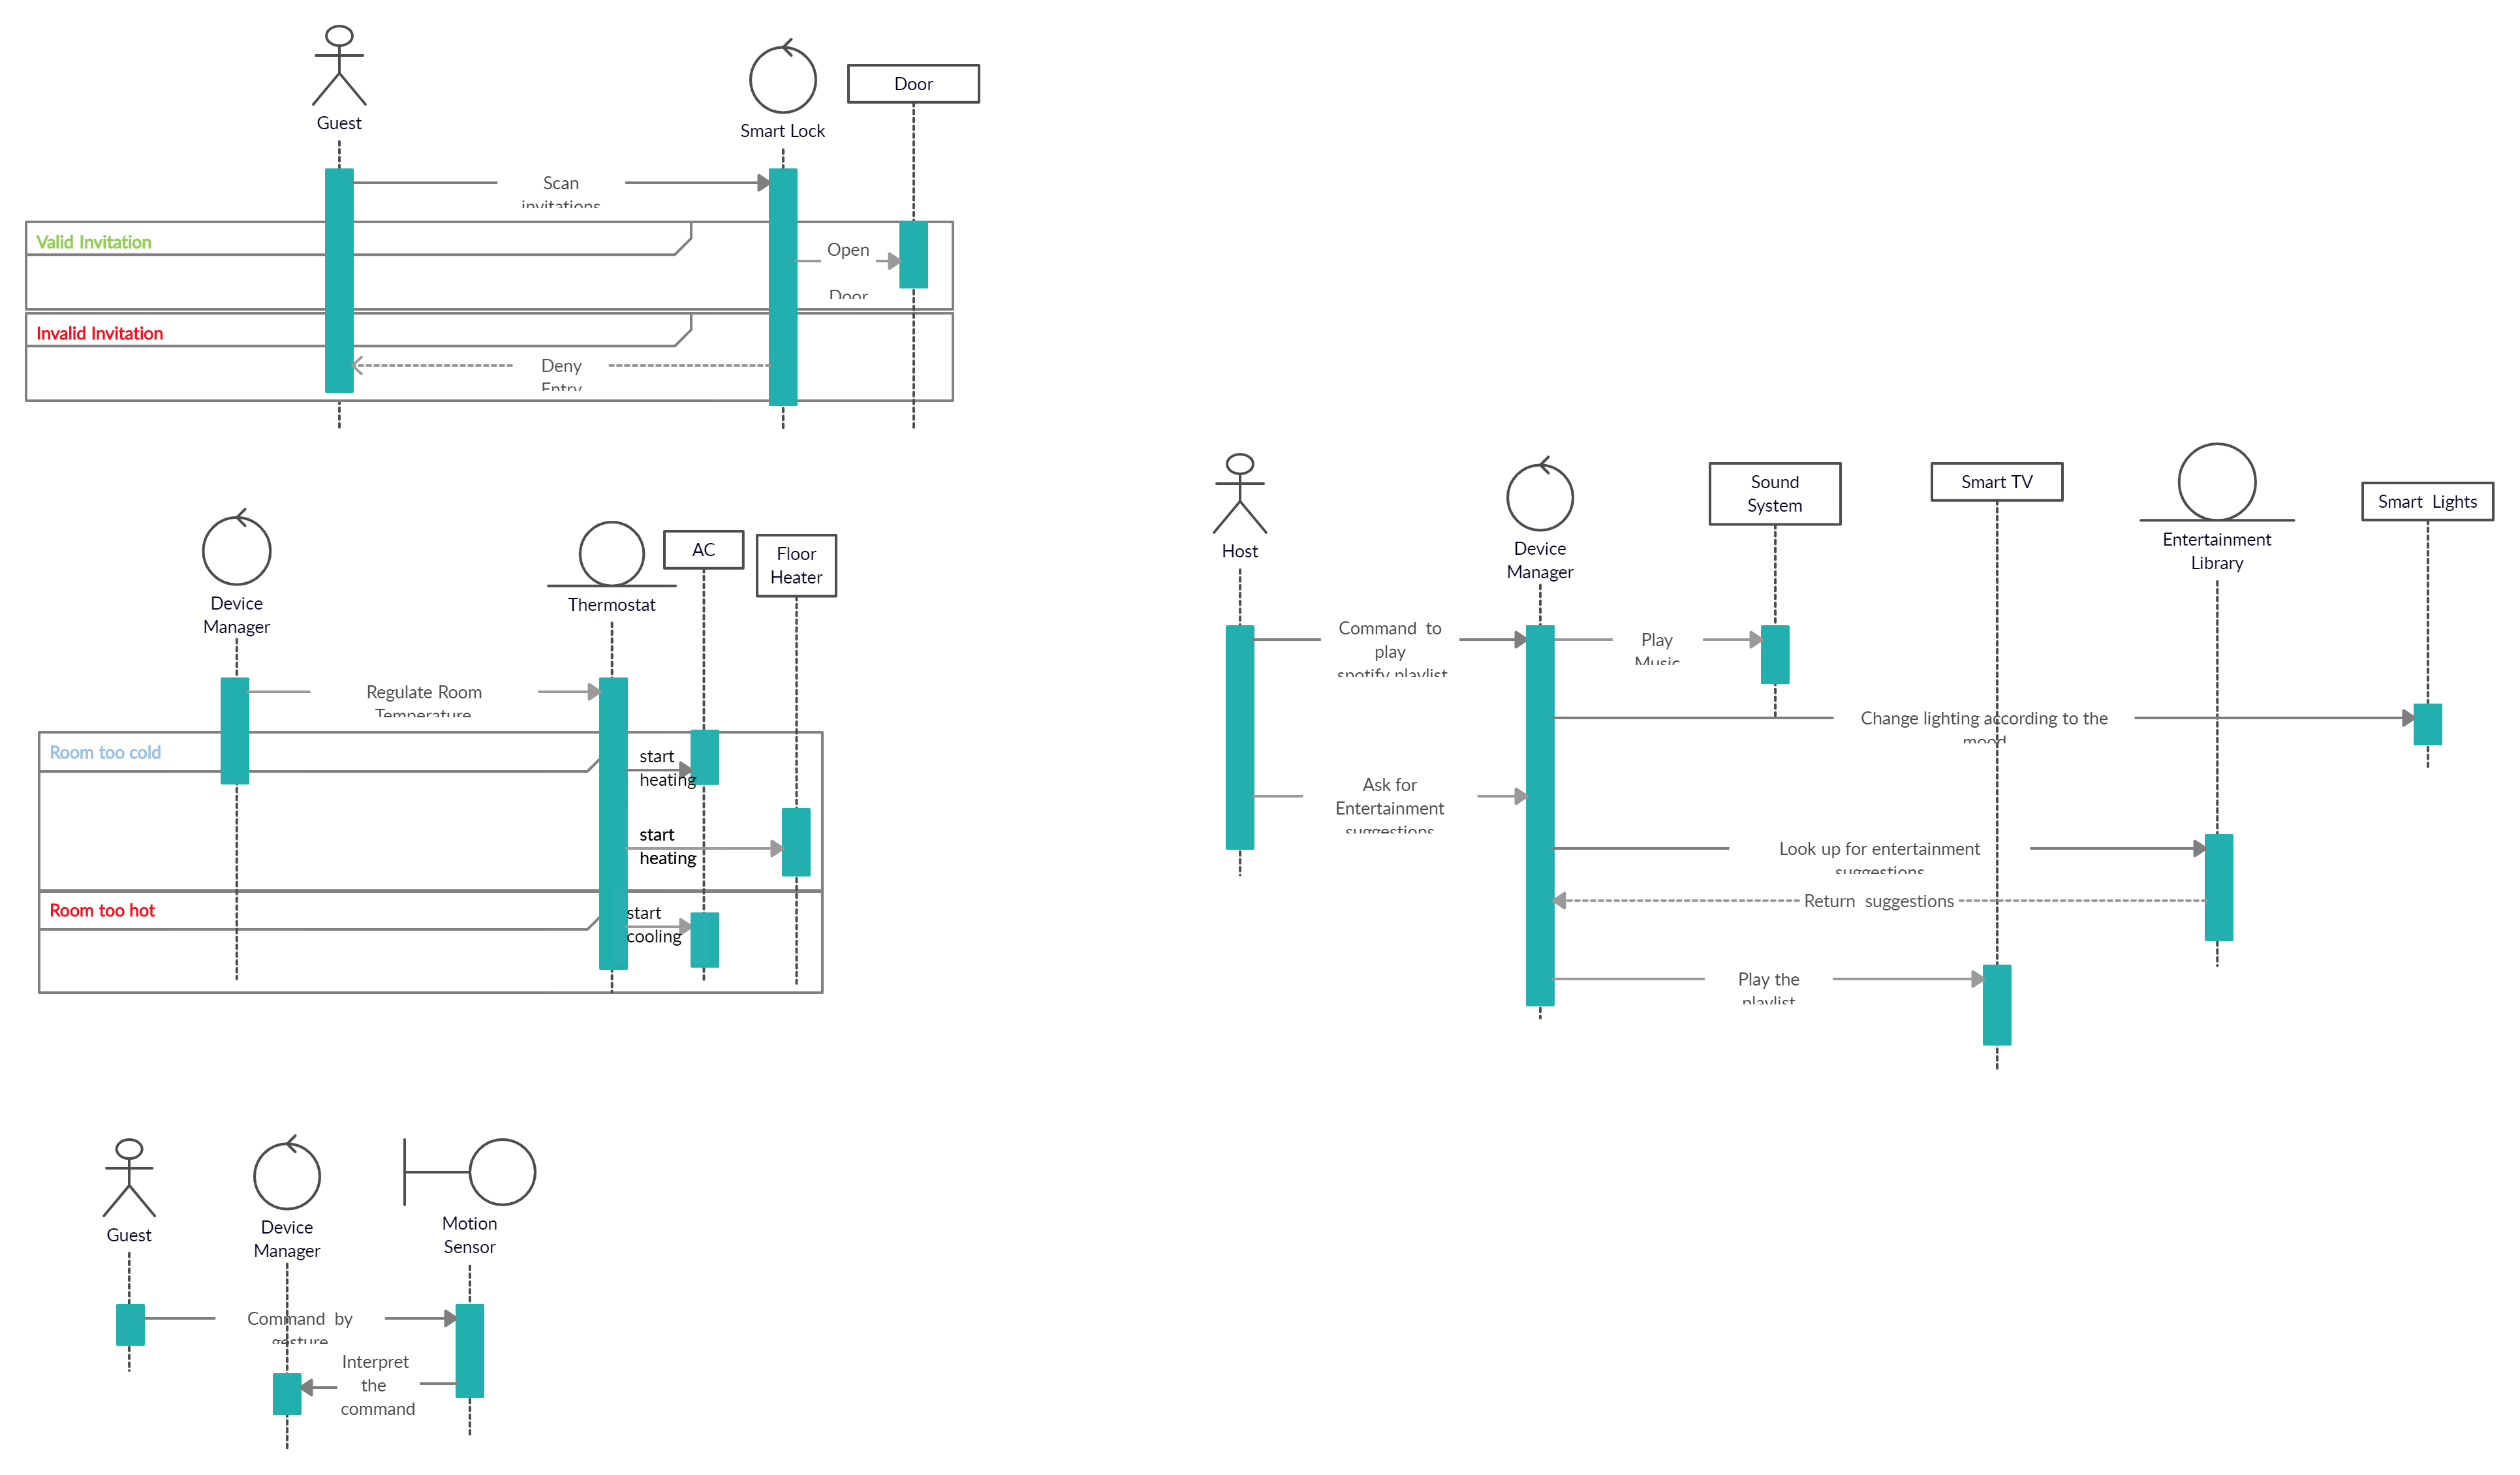 Guest
Smart Lock
Door
Scan
invitations
Valid Invitation
Open
Door
Invalid Invitation
Deny
Entry
Device
Manager
Thermostat
AC
Floor
Heater
Regulate Room
Temperature
Room too cold
start
heating
start
heating
Room too hot
start
cooling
Host
Device
Manager
Sound
System
Smart TV
Entertainment
Library
Smart Lights
Command to
play
spotify playlist
Play
Music
Change lighting according to the
mood
Ask for
Entertainment
suggestions
Look up for entertainment
suggestions
Return suggestions
Play the
playlist
Guest
Device
Manager
Motion
Sensor
Command by
gesture
Interpret
the
command